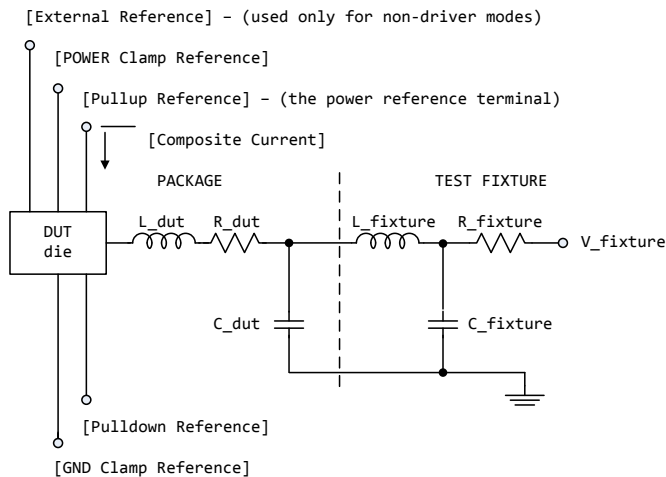 [External Reference] – (used only for non-driver modes)
[POWER Clamp Reference]
[Pullup Reference] – (the power reference terminal)
[Composite Current]
PACKAGE
TEST FIXTURE
L_dut
R_dut
L_fixture
R_fixture
DUT
die
V_fixture
C_dut
C_fixture
[Pulldown Reference]
[GND Clamp Reference]